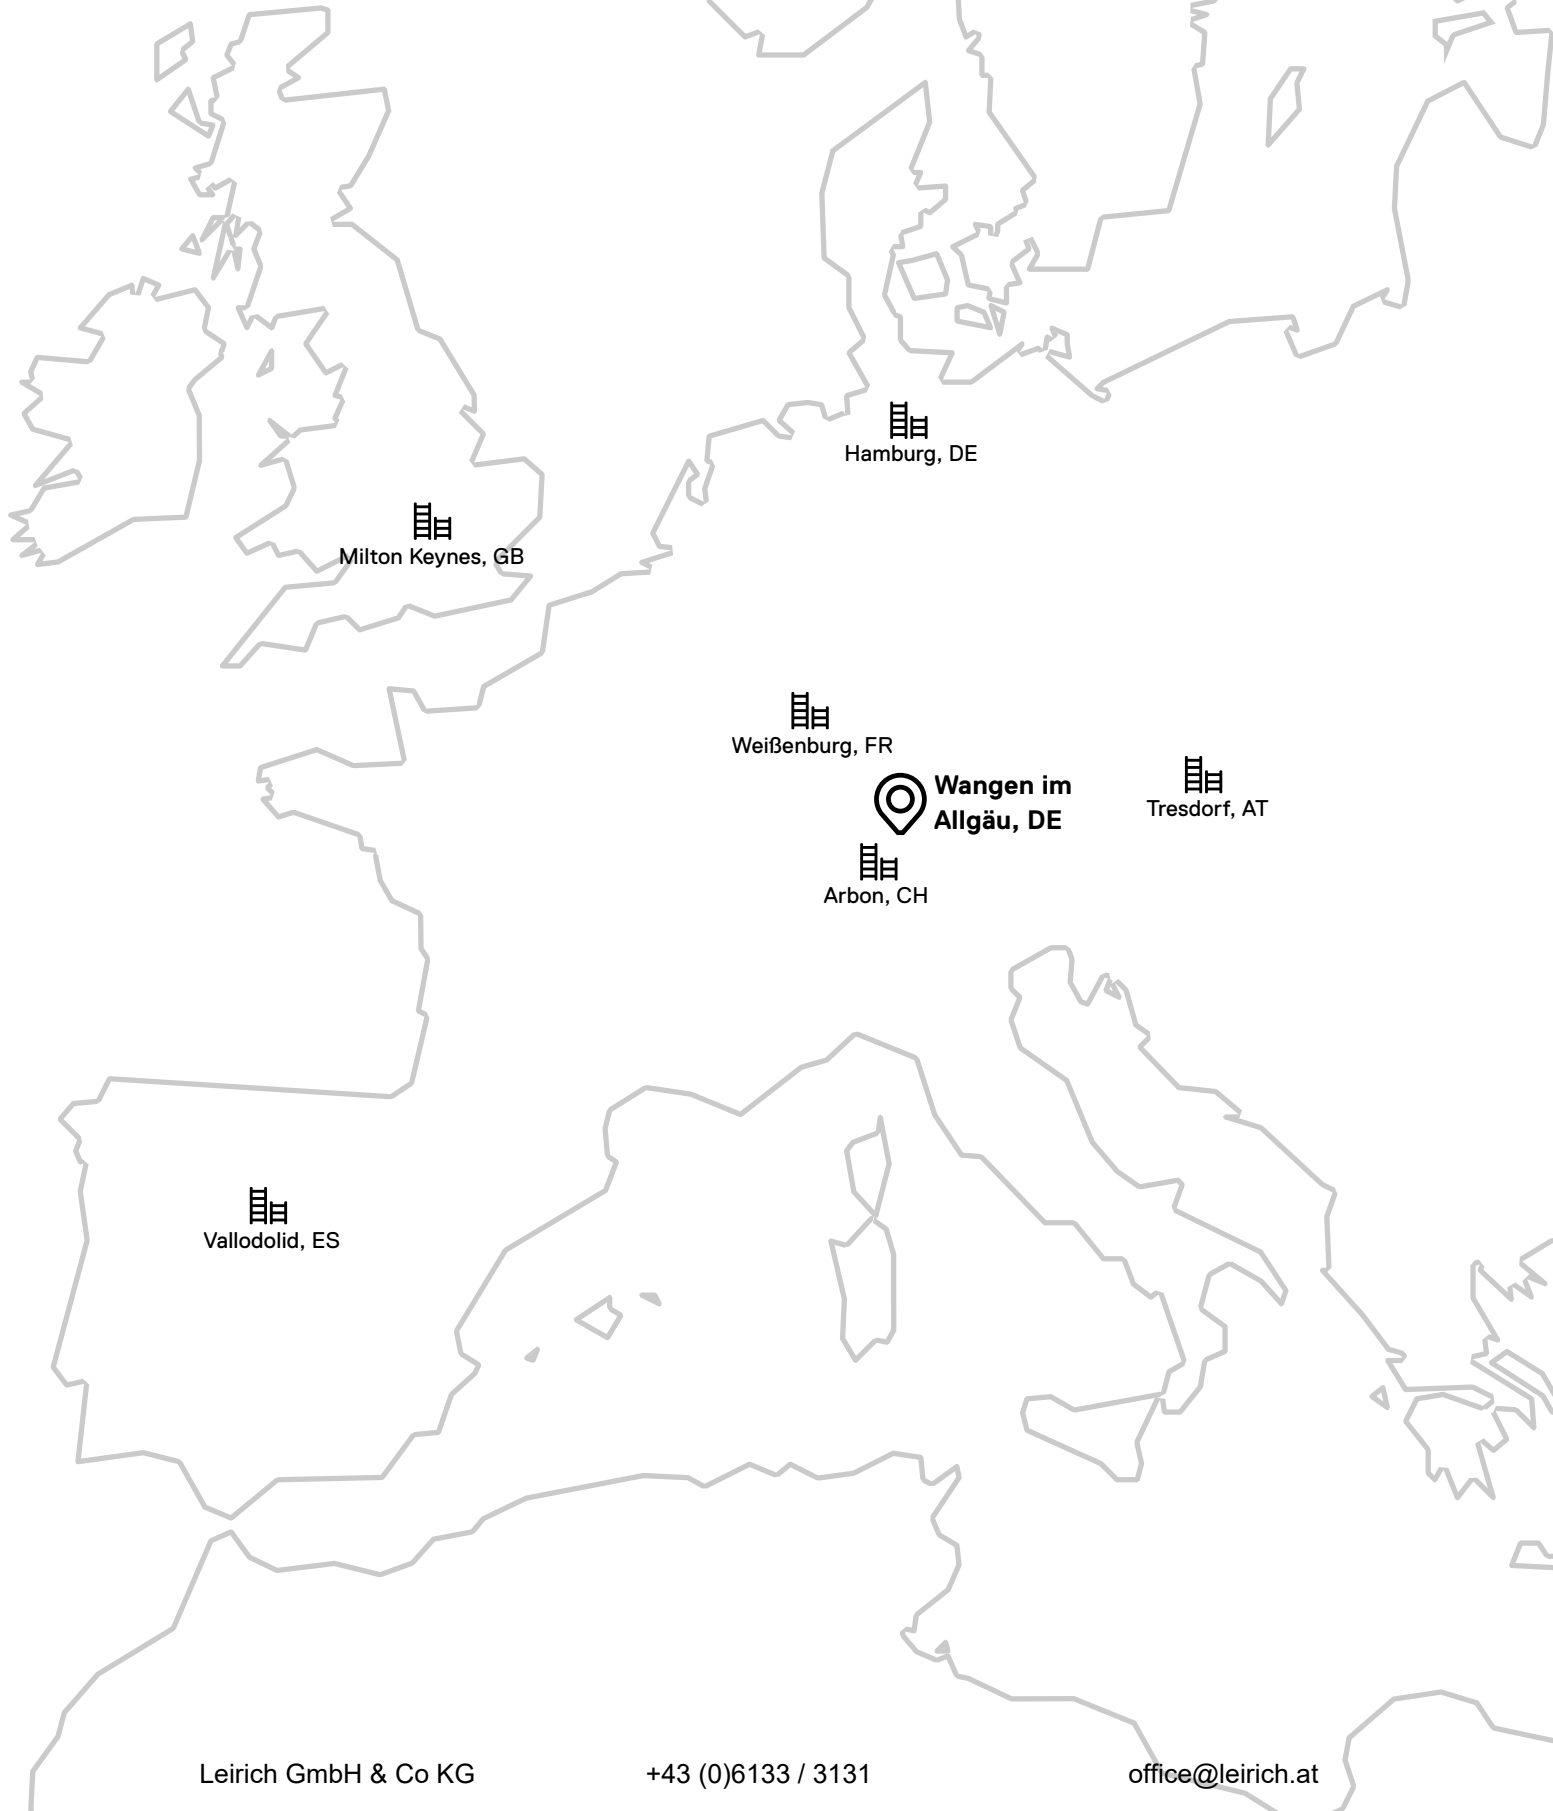 Hamburg, DE
Milton Keynes, GB
Weißenburg, FR
Wangen im
Allgäu, DE
Tresdorf, AT
Arbon, CH
Vallodolid, ES
Leirich GmbH & Co KG +43 (0)6133 / 3131 office@leirich.at